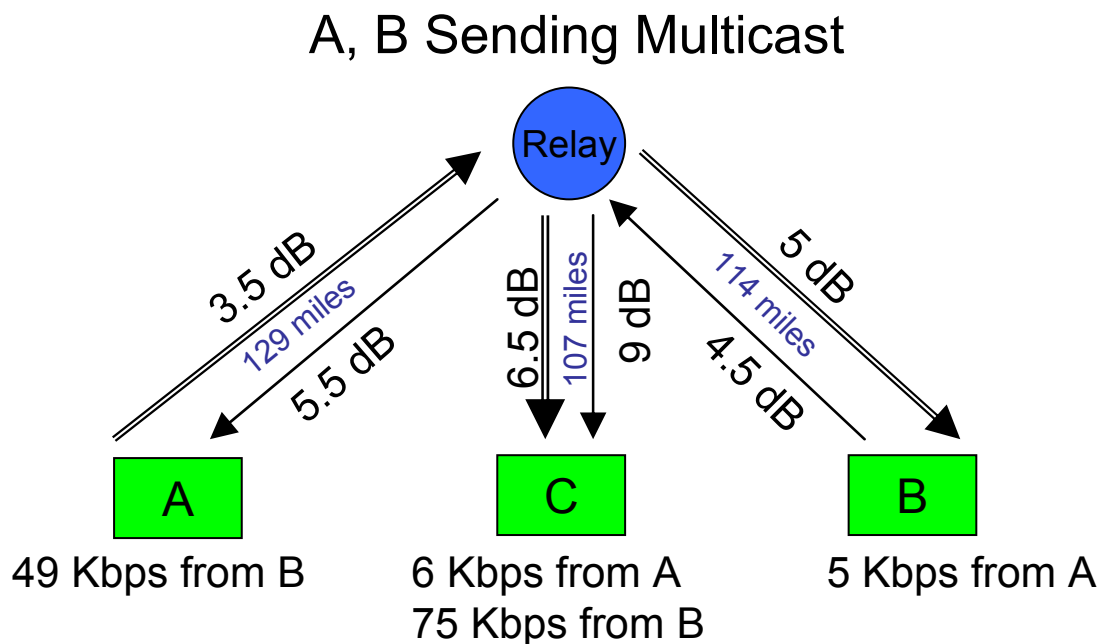 A, B Sending Multicast
Relay
3.5 dB
129 miles
5.5 dB
6.5 dB
107 miles
9 dB
5 dB
114 miles
4.5 dB
A
C
B
49 Kbps from B
6 Kbps from A
75 Kbps from B
5 Kbps from A